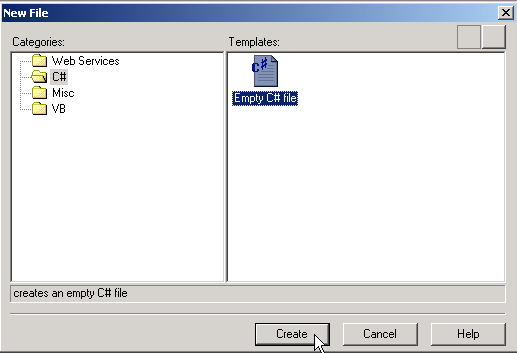 New File
Categories:
Templates:
Web Services
C#
Misc
VB
C#
Empty C# file
creates an empty C# file
Create
Cancel
Help